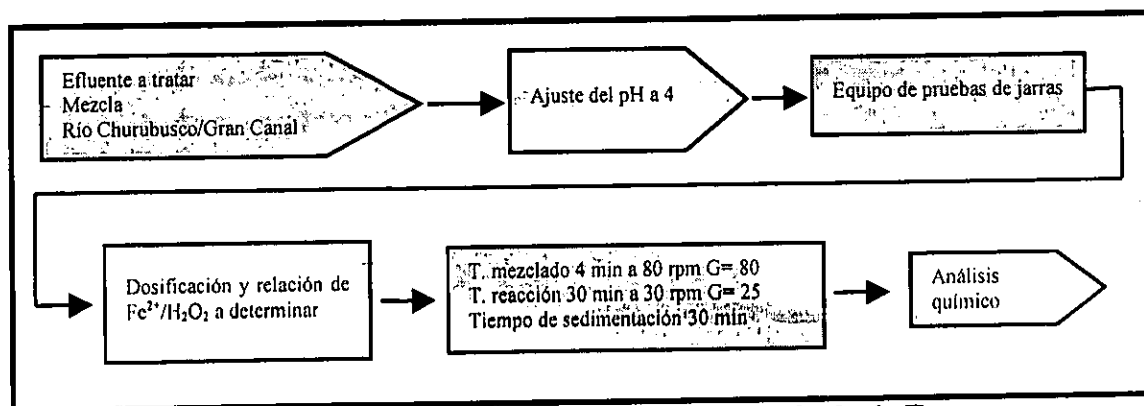 Efluente a tratar
Mezcla
Río Churubusco/Gran Canal
Ajuste del pH a 4
Equipo de pruebas de jarras
Dosificación y relación de
Fe²⁺/H₂O₂ a determinar
T. mezclado 4 min a 80 rpm G= 80
T. reacción 30 min a 30 rpm G= 25
Tiempo de sedimentación 30 min
Análisis
químico